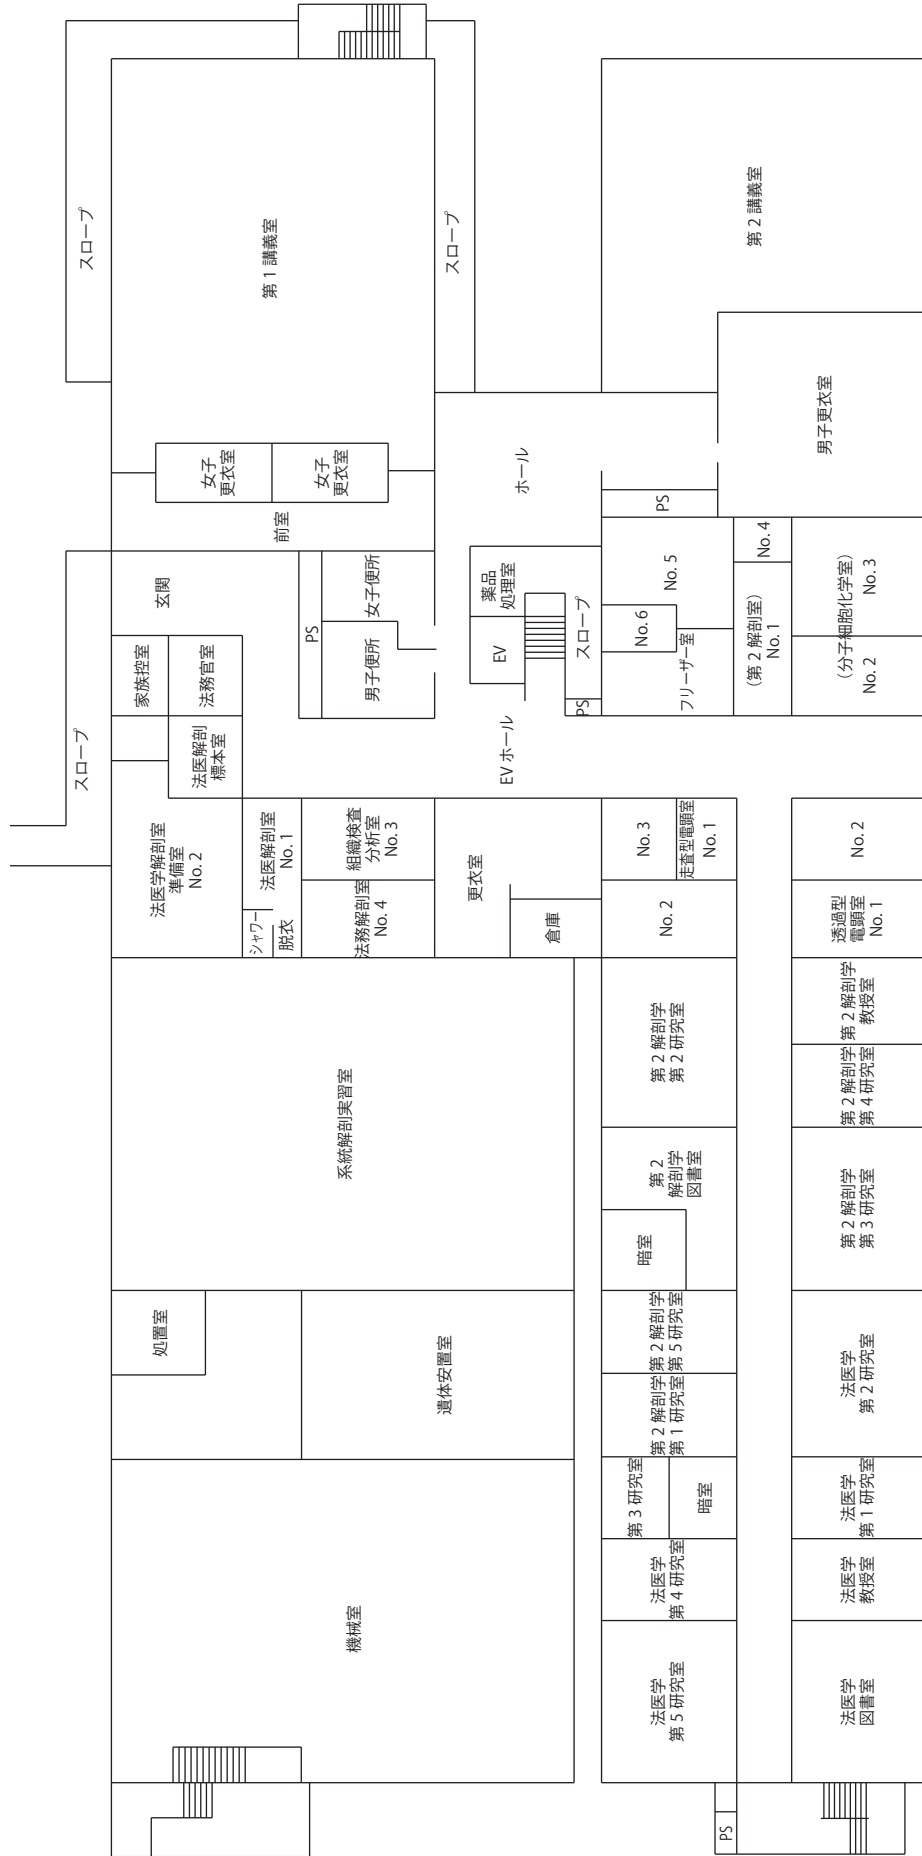 スロープ
第1講義室
スロープ
第2講義室
男子更衣室
女子
更衣室
女子
更衣室
前室
ホール
PS
玄関
PS
女子便所
男子便所
薬品
処理室
EV
スロープ
PS
No. 5
No. 6
フリーザー室
No. 4
(第2解剖室)
No. 1
(分子細胞化学室)
No. 3
No. 2
家族控室
法務官室
スロープ
法医解剖
標本室
EVホール
法医学解剖室
準備室
No. 2
法医解剖室
No. 1
シャワー
脱衣
組織検査
分析室
No. 3
法務解剖室
No. 4
更衣室
倉庫
No. 3
走査型電顕室
No. 1
No. 2
No. 2
透過型
電顕室
No. 1
系統解剖実習室
第2解剖学
第2研究室
第2解剖学
教授室
第2解剖学
第4研究室
第2
解剖学
図書室
暗室
第2解剖学
第3研究室
処置室
遺体安置室
第2解剖学
第5研究室
第2解剖学
第1研究室
法医学
第2研究室
機械室
第3研究室
暗室
法医学
第1研究室
法医学
第4研究室
法医学
教授室
法医学
第5研究室
法医学
図書室
PS